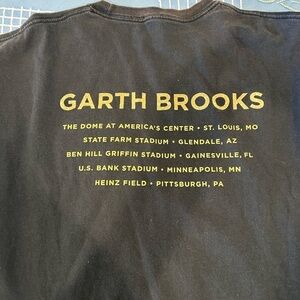 GARTH BROOKS
THE DOME AT AMERICA'S CENTER • ST. LOUIS, MO
STATE FARM STADIUM • GLENDALE, AZ
BEN HILL GRIFFIN STADIUM • GAINESVILLE, FL
U.S. BANK STADIUM • MINNEAPOLIS, MN
HEINZ FIELD • PITTSBURGH, PA